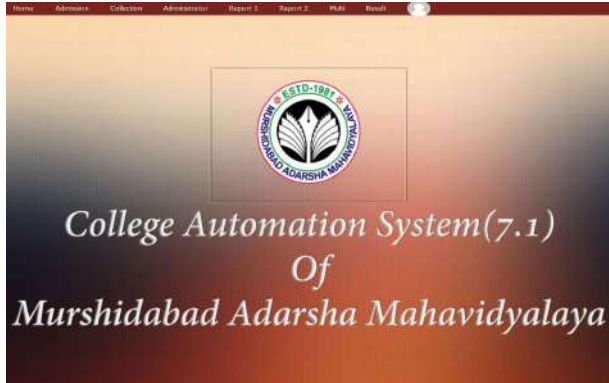 Home Admission Collection Administrator Report 1 Report 2 Multi Result
ESTD-1981
MURSHIDABAD ADARSHA MAHAVIDYALAYA
College Automation System(7.1)
Of
Murshidabad Adarsha Mahavidyalaya